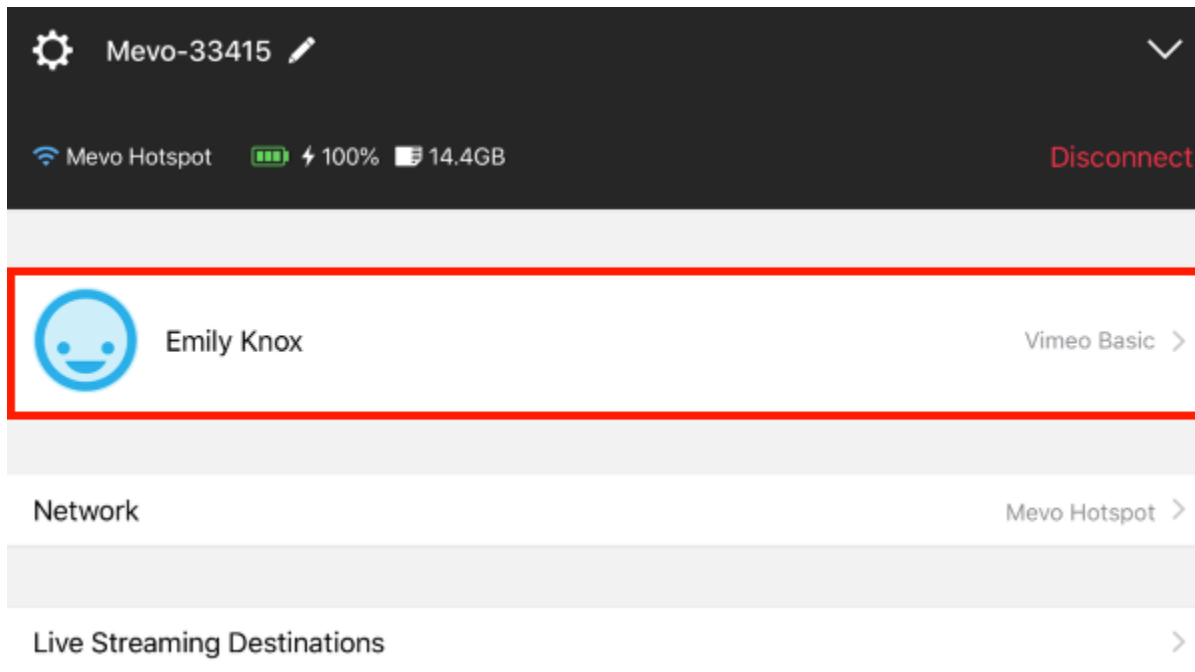 Mevo-33415
Mevo Hotspot 100% 14.4GB Disconnect
Emily Knox Vimeo Basic
Network Mevo Hotspot
Live Streaming Destinations